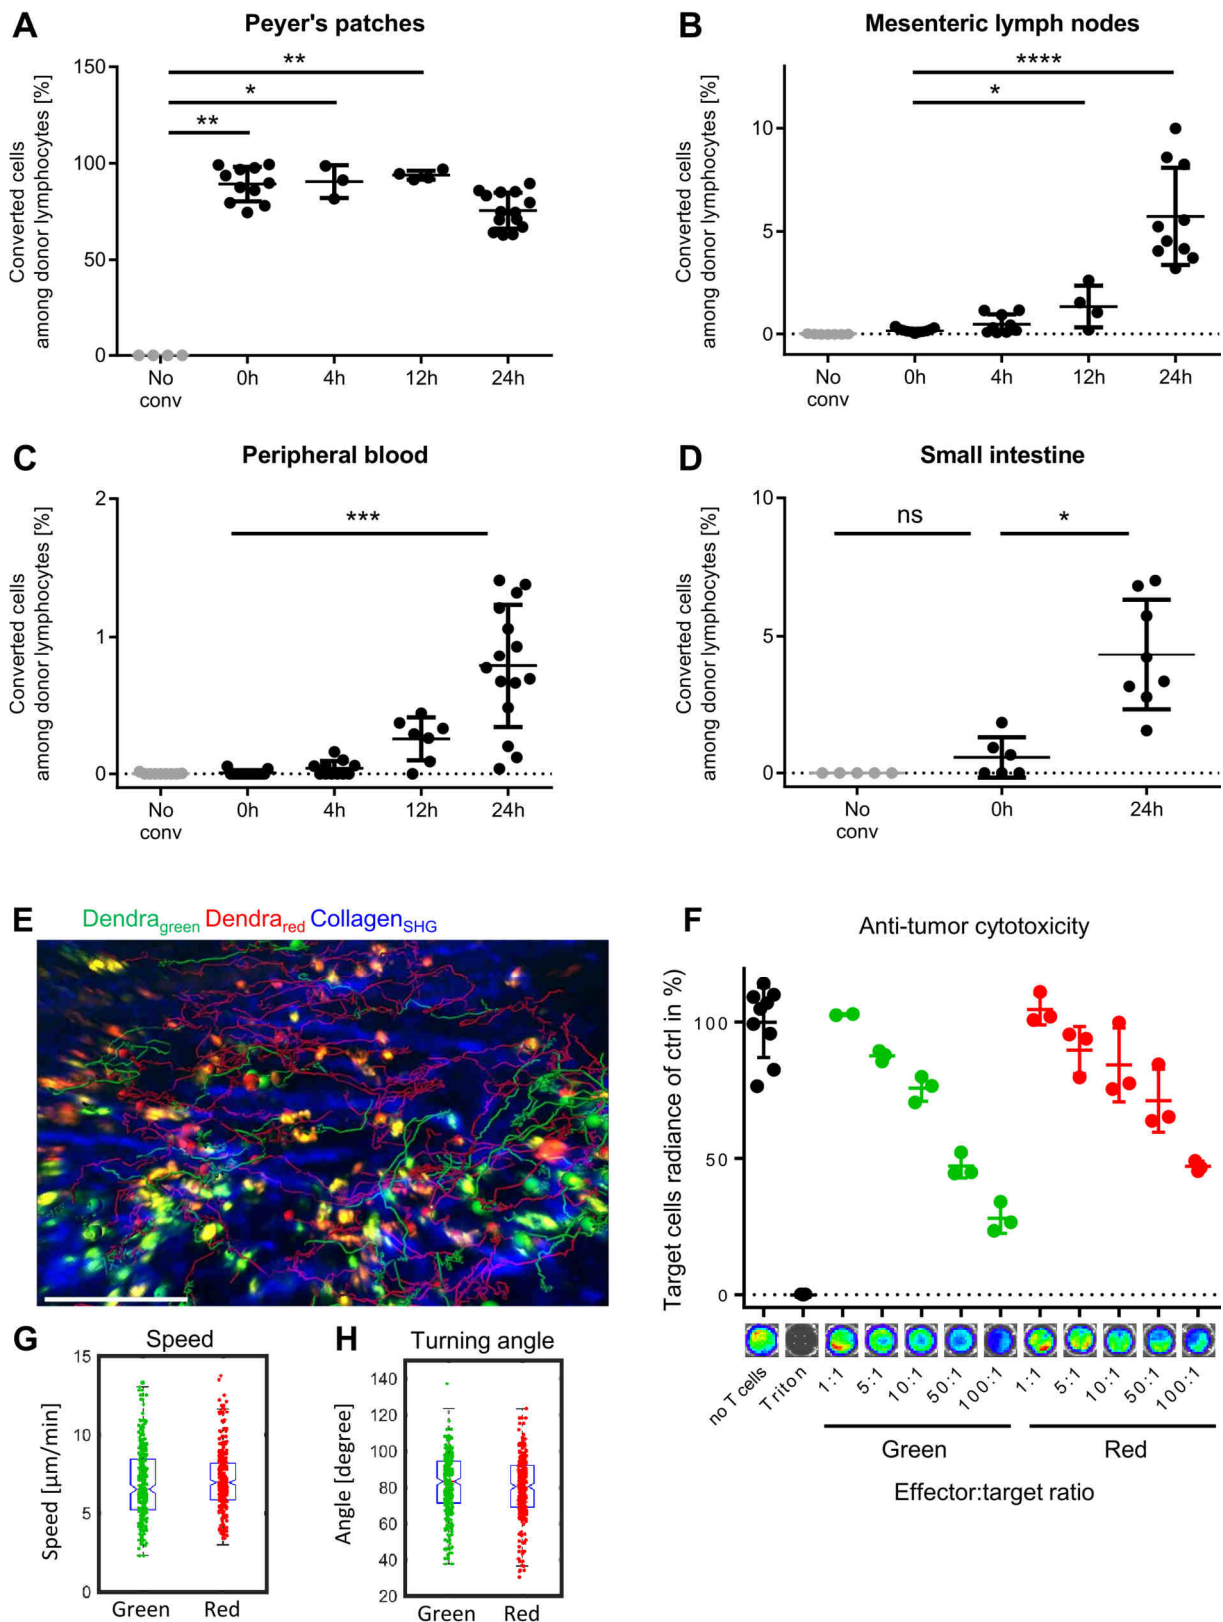 A
Peyer's patches
Converted cells
among donor lymphocytes [%]
150
100
50
0
**
*
**
No
conv
0h
4h
12h
24h
B
Mesenteric lymph nodes
Converted cells
among donor lymphocytes [%]
10
5
0
****
*
No
conv
0h
4h
12h
24h
C
Peripheral blood
Converted cells
among donor lymphocytes [%]
2
1
0
***
No
conv
0h
4h
12h
24h
D
Small intestine
Converted cells
among donor lymphocytes [%]
10
5
0
ns
*
No
conv
0h
24h
E
Dendragreen Dendrared CollagenSHG
F
Anti-tumor cytotoxicity
Target cells radiance of ctrl in %)
100
50
0
no T cells
Triton
1:1
5:1
10:1
50:1
100:1
1:1
5:1
10:1
50:1
100:1
Green
Red
Effector:target ratio
G
Speed
Speed [µm/min]
15
10
5
0
Green
Red
H
Turning angle
Angle [degree]
140
120
100
80
60
40
20
Green
Red